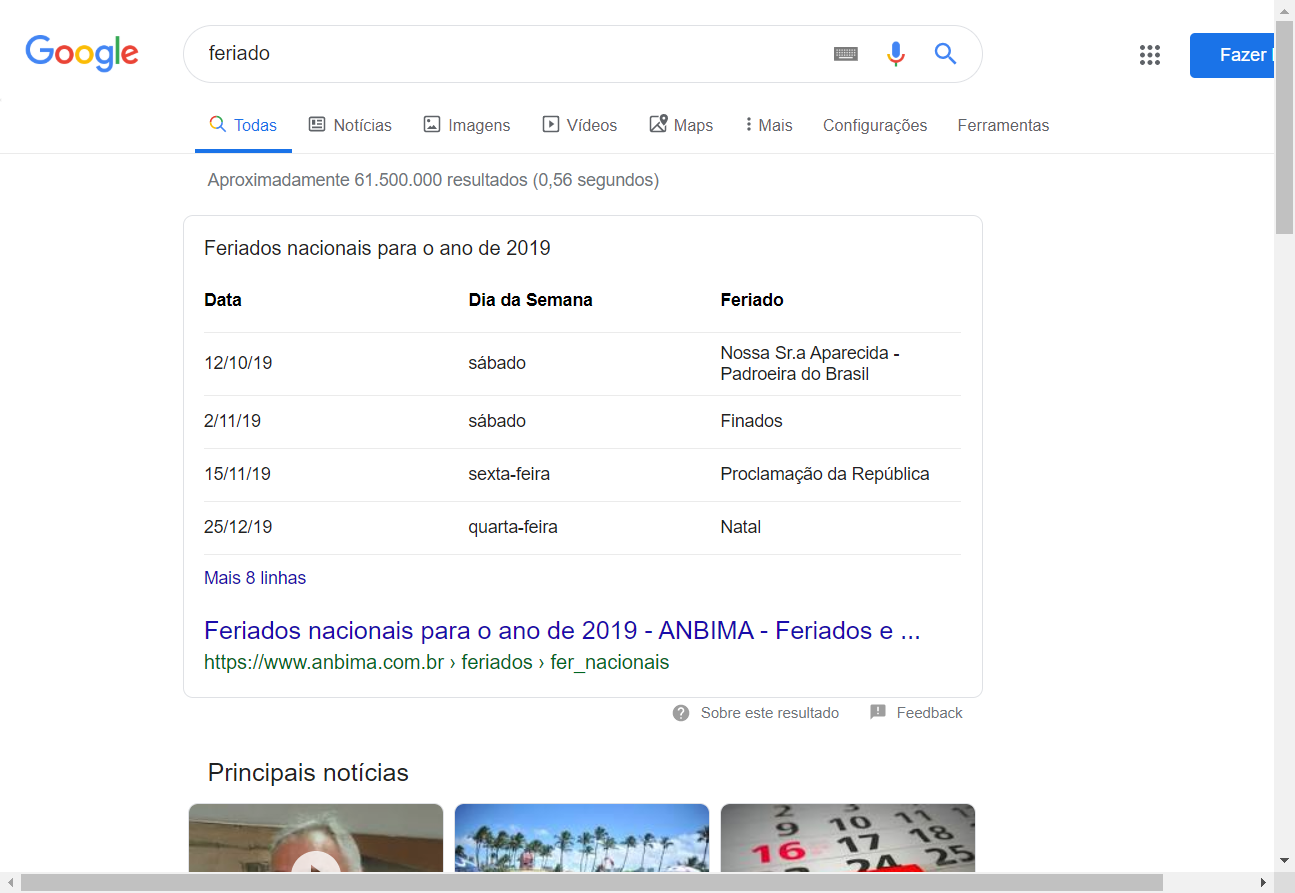 Google
feriado
Fazer
Todas
Notícias
Imagens
Vídeos
Maps
Mais
Configurações
Ferramentas
Aproximadamente 61.500.000 resultados (0,56 segundos)
Feriados nacionais para o ano de 2019
Data Dia da Semana Feriado
12/10/19 sábado Nossa Sr.a Aparecida -
Padroeira do Brasil
2/11/19 sábado Finados
15/11/19 sexta-feira Proclamação da República
25/12/19 quarta-feira Natal
Mais 8 linhas
Feriados nacionais para o ano de 2019 - ANBIMA - Feriados e ...
https://www.anbima.com.br › feriados › fer_nacionais
Sobre este resultado
Feedback
Principais notícias
9 10 11
16 17 18
24 25